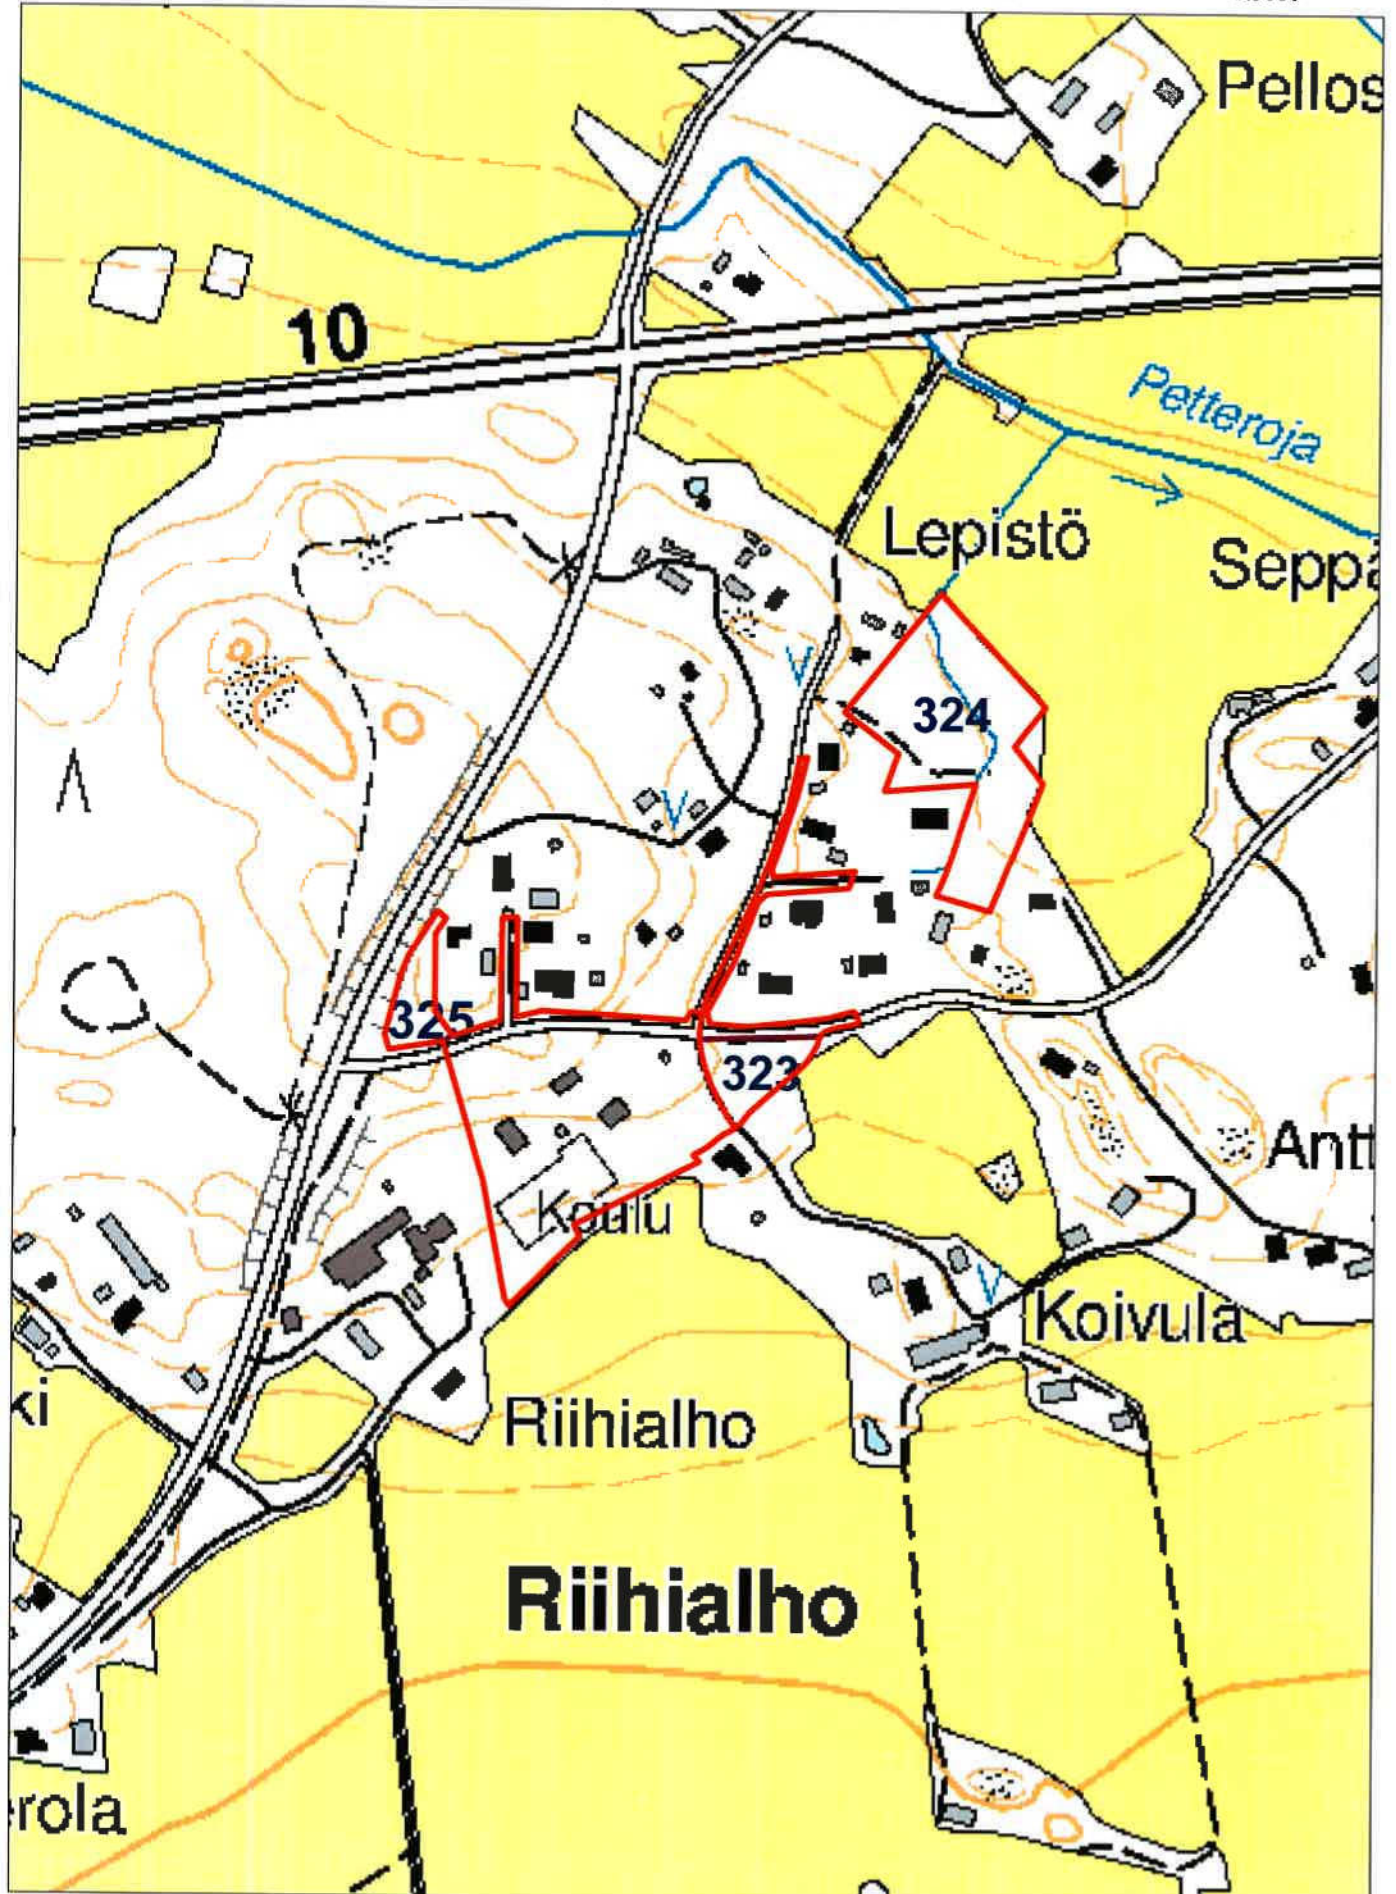 Pellos
10
Petteroja
Lepistö
Seppä
324
325
323
Antt
Koulu
Koivula
ki
Riihialho
Riihialho
rola